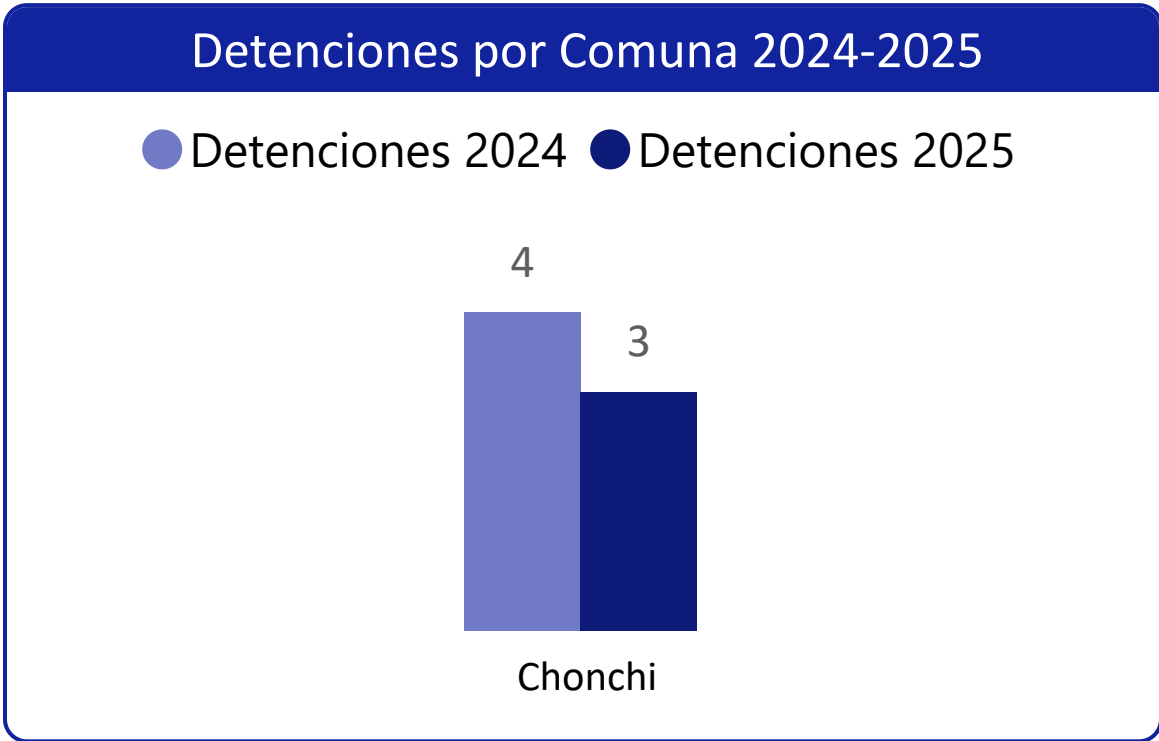 Detenciones por Comuna 2024-2025
Detenciones 2024 Detenciones 2025
4
3
Chonchi